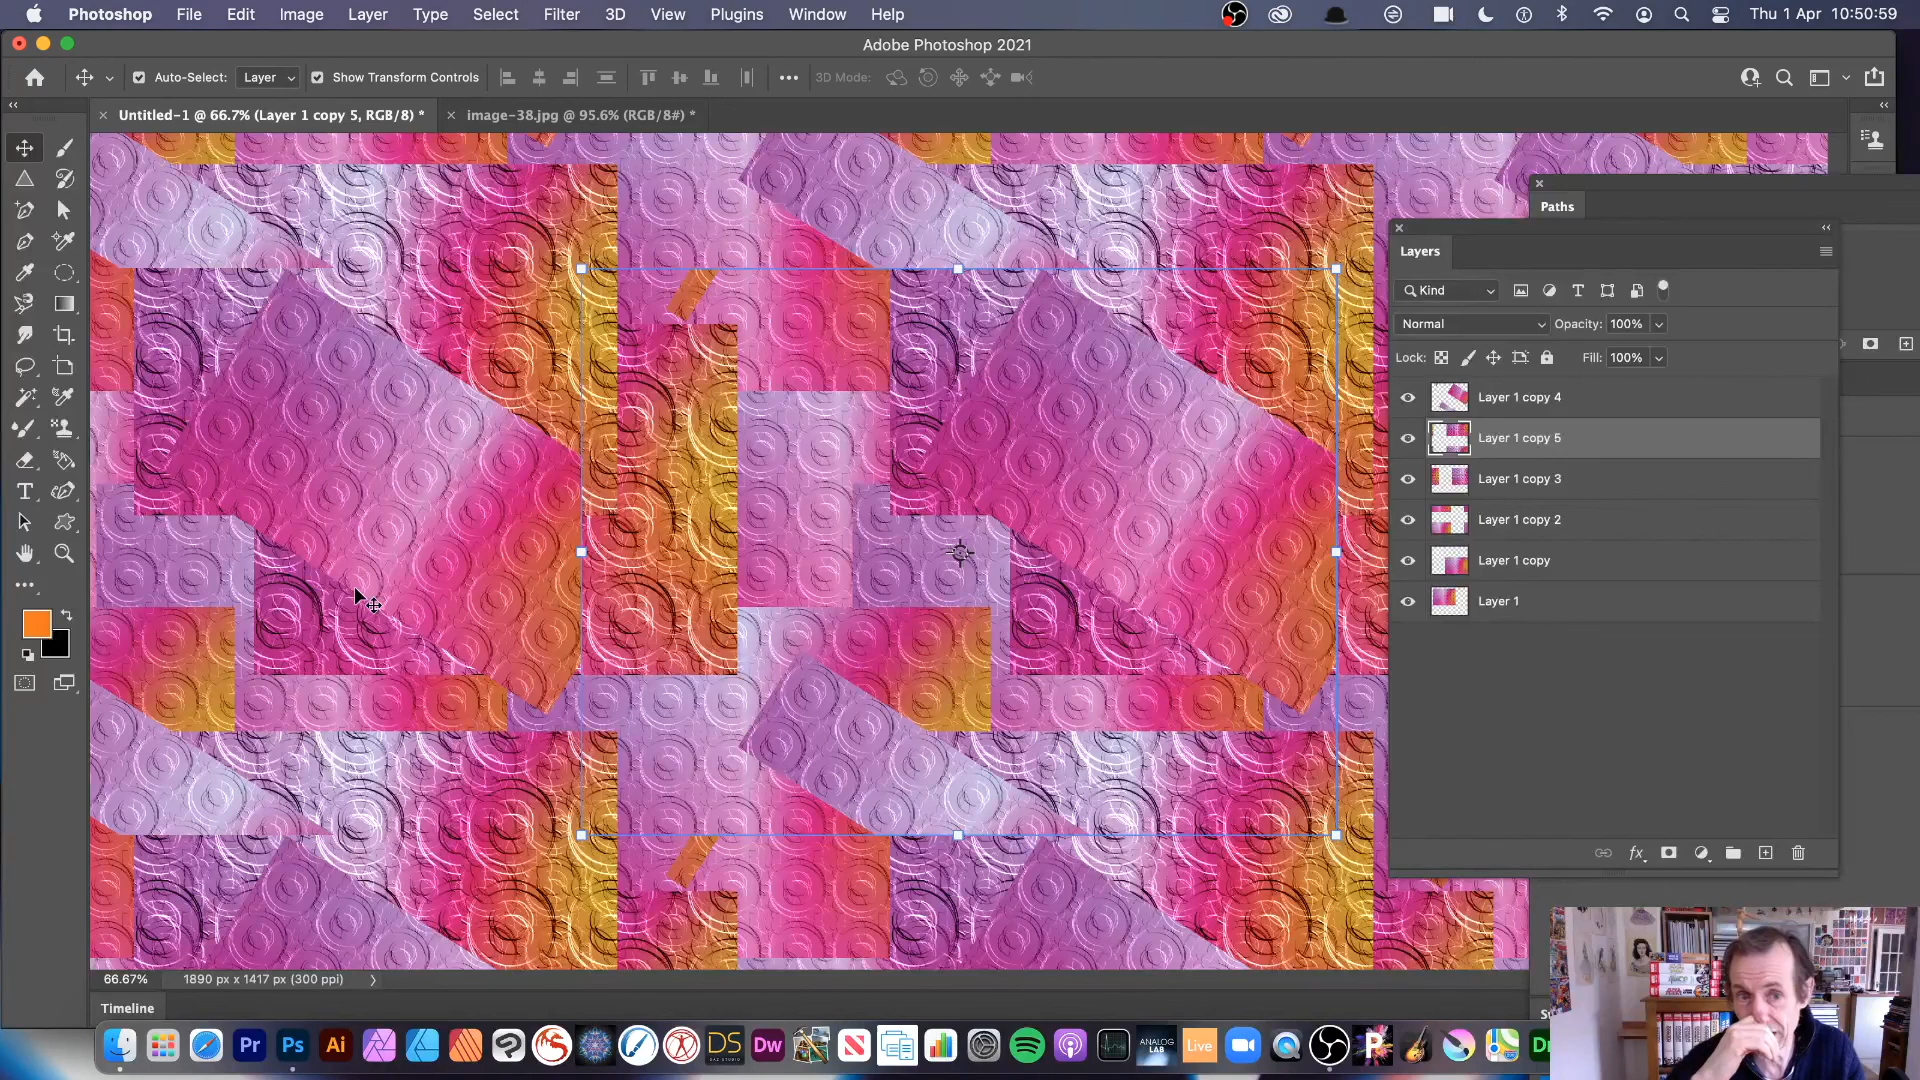 Photoshop File Edit Image Layer Type Select Filter 3D View Plugins Window Help Thu 1 Apr 10:50:59
Adobe Photoshop 2021
Auto-Select: Layer Show Transform Controls 3D Mode:
Untitled-1 @ 66.7% (Layer 1 copy 5, RGB/8) * image-38.jpg @ 95.6% (RGB/8#) *
Paths
Layers
Kind
Normal Opacity: 100%
Lock: Fill: 100%
Layer 1 copy 4
Layer 1 copy 5
Layer 1 copy 3
Layer 1 copy 2
Layer 1 copy
Layer 1
66.67% 1890 px x 1417 px (300 ppi)
Timeline
Pr Ps Ai DS Dw ANALOG LAB Live P